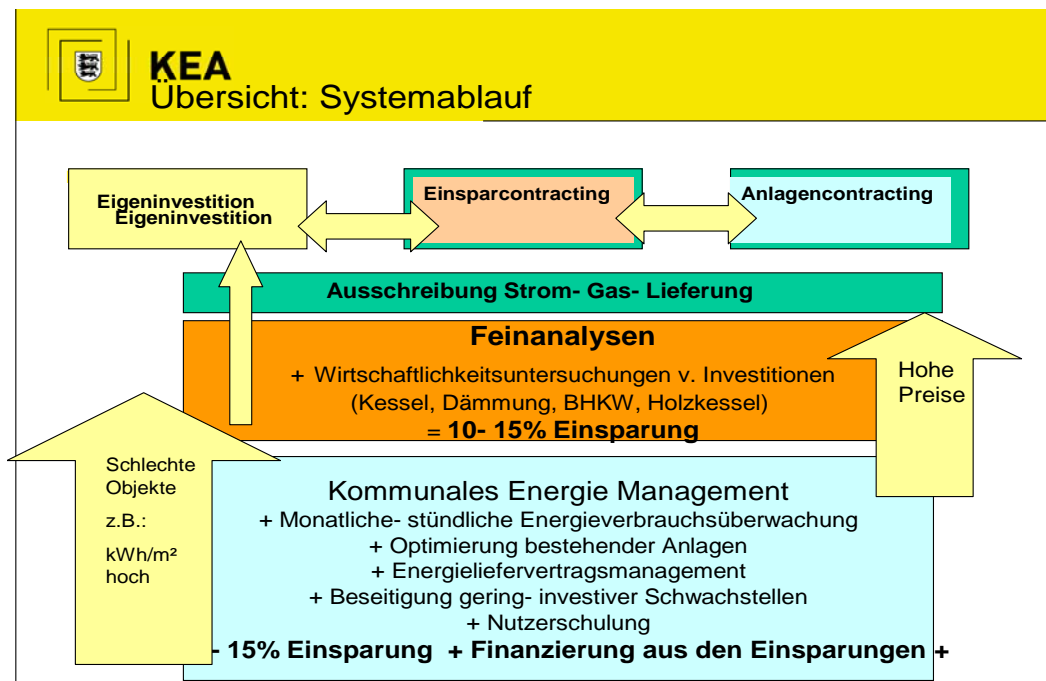 KEA
Übersicht: Systemablauf
Eigeninvestition
Eigeninvestition
Einsparcontracting
Anlagencontracting
Ausschreibung Strom- Gas- Lieferung
Feinanalysen
+ Wirtschaftlichkeitsuntersuchungen v. Investitionen
(Kessel, Dämmung, BHKW, Holzkessel)
= 10- 15% Einsparung
Hohe
Preise
Schlechte
Objekte
z.B.:
kWh/m²
hoch
Kommunales Energie Management
+ Monatliche- stündliche Energieverbrauchsüberwachung
+ Optimierung bestehender Anlagen
+ Energieliefervertragsmanagement
+ Beseitigung gering- investiver Schwachstellen
+ Nutzerschulung
- 15% Einsparung + Finanzierung aus den Einsparungen +